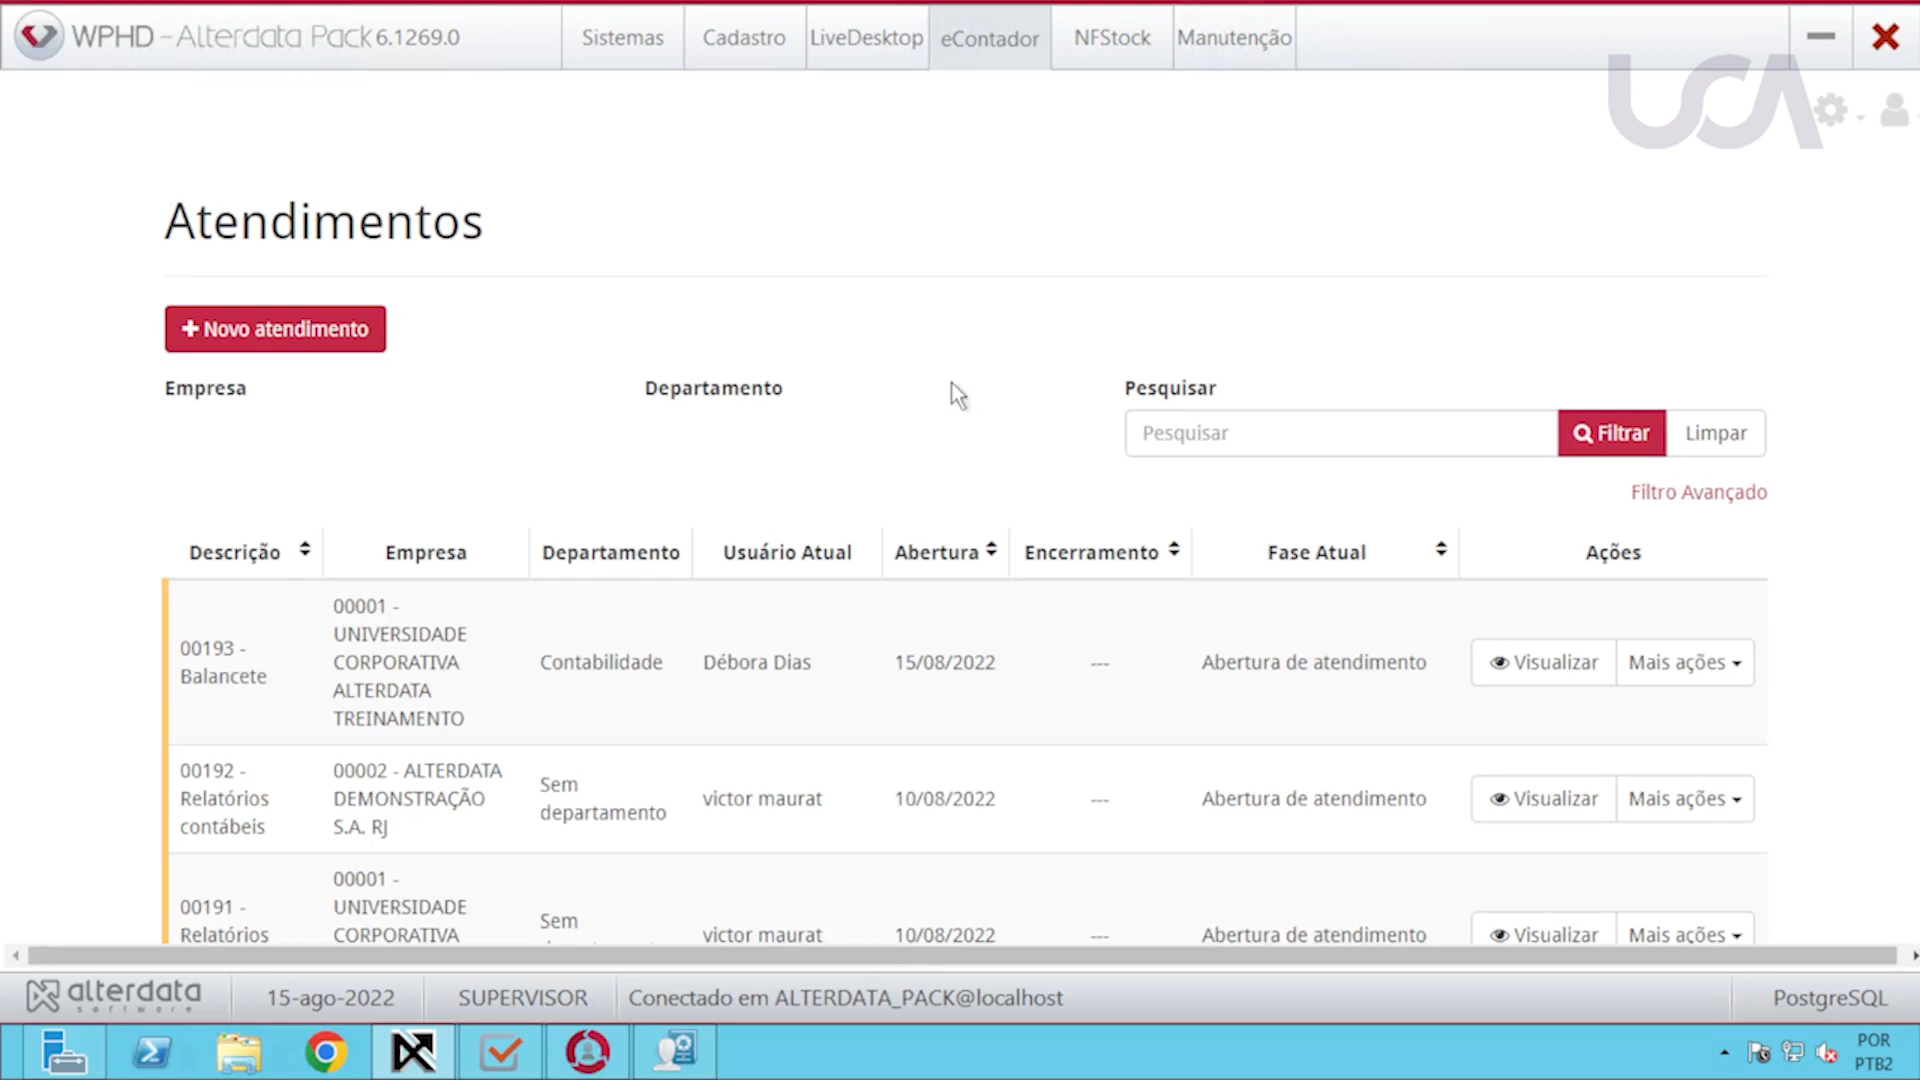 WPHD - Alterdata Pack 6.1269.0
Sistemas
Cadastro
LiveDesktop
eContador
NFStock
Manutenção
UCA
Atendimentos
Novo atendimento
Empresa
Departamento
Pesquisar
Pesquisar
Filtrar
Limpar
Filtro Avançado
Descrição
Empresa
Departamento
Usuário Atual
Abertura
Encerramento
Fase Atual
Ações
00193 -
Balancete
00001 -
UNIVERSIDADE
CORPORATIVA
ALTERDATA
TREINAMENTO
Contabilidade
Débora Dias
15/08/2022
---
Abertura de atendimento
Visualizar
Mais ações
00192 -
Relatórios
contábeis
00002 - ALTERDATA
DEMONSTRAÇÃO
S.A. RJ
Sem
departamento
victor maurat
10/08/2022
---
Abertura de atendimento
Visualizar
Mais ações
00191 -
Relatórios
00001 -
UNIVERSIDADE
CORPORATIVA
Sem
victor maurat
10/08/2022
---
Abertura de atendimento
Visualizar
Mais ações
alterdata
software
15-ago-2022
SUPERVISOR
Conectado em ALTERDATA_PACK@localhost
PostgreSQL
POR
PTB2